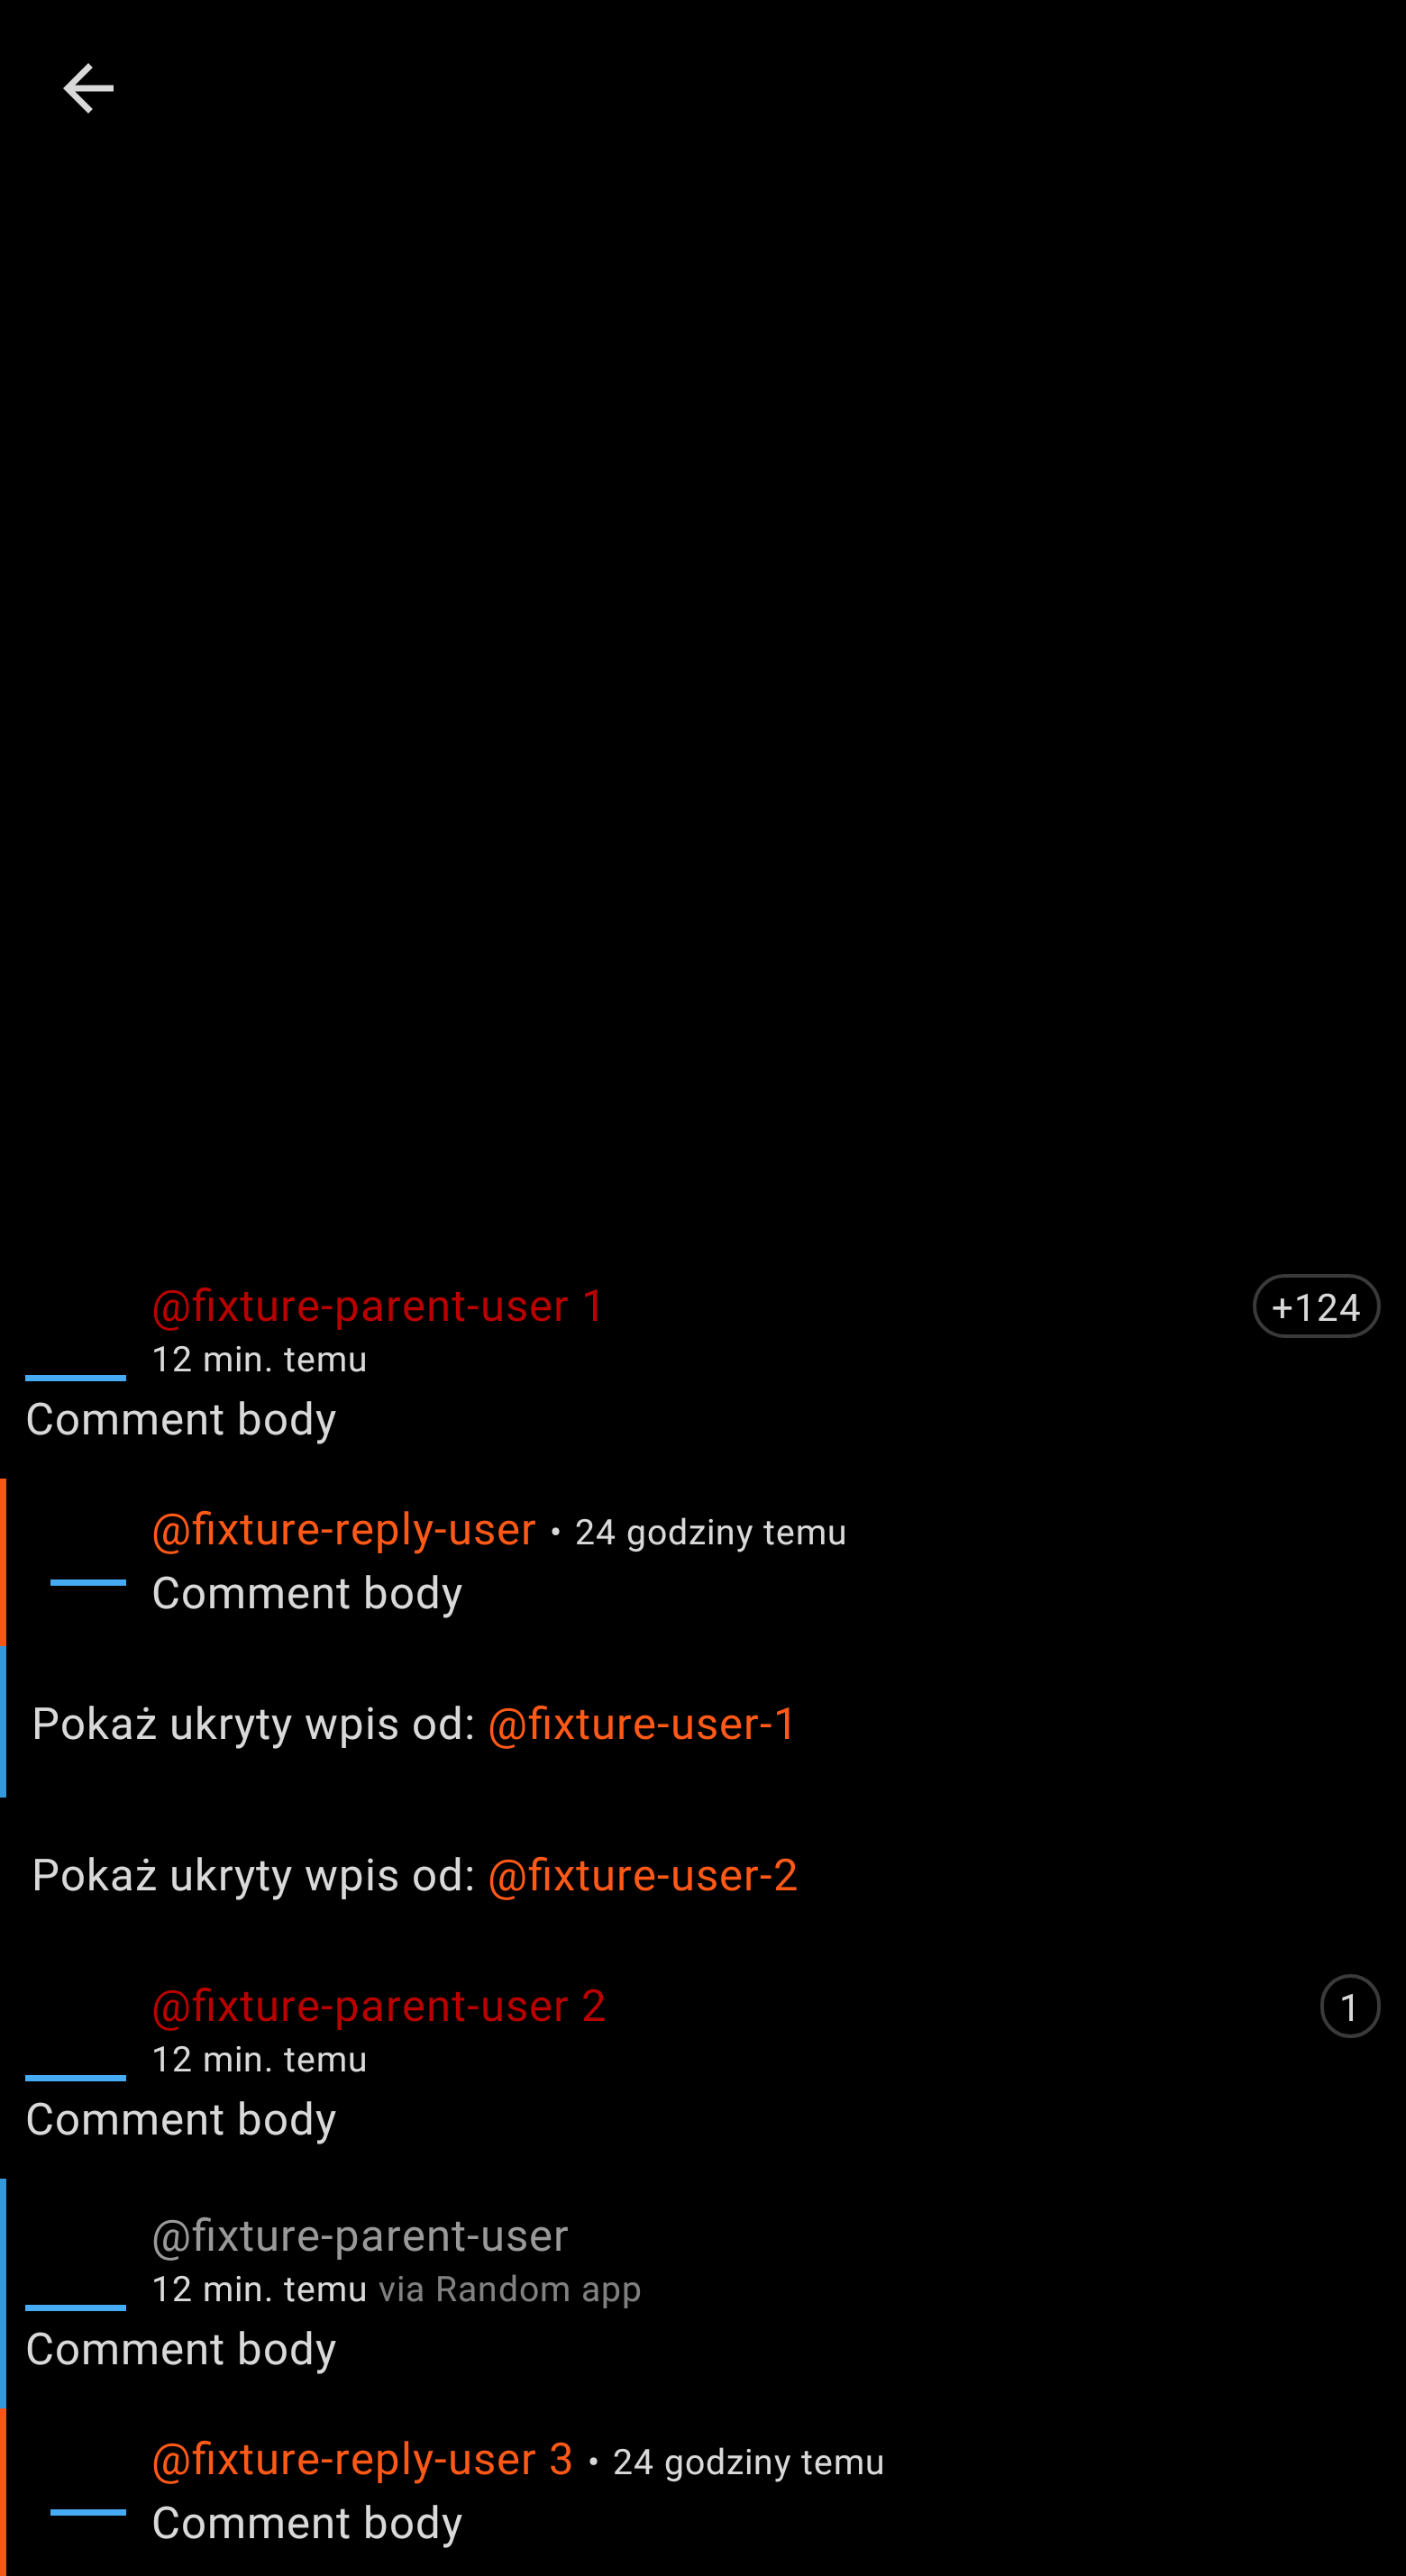 @fixture-parent-user 1
+124
12 min. temu
Comment body
@fixture-reply-user • 24 godziny temu
Comment body
Pokaż ukryty wpis od: @fixture-user-1
Pokaż ukryty wpis od: @fixture-user-2
@fixture-parent-user 2
1
12 min. temu
Comment body
@fixture-parent-user
12 min. temu via Random app
Comment body
@fixture-reply-user 3 • 24 godziny temu
Comment body